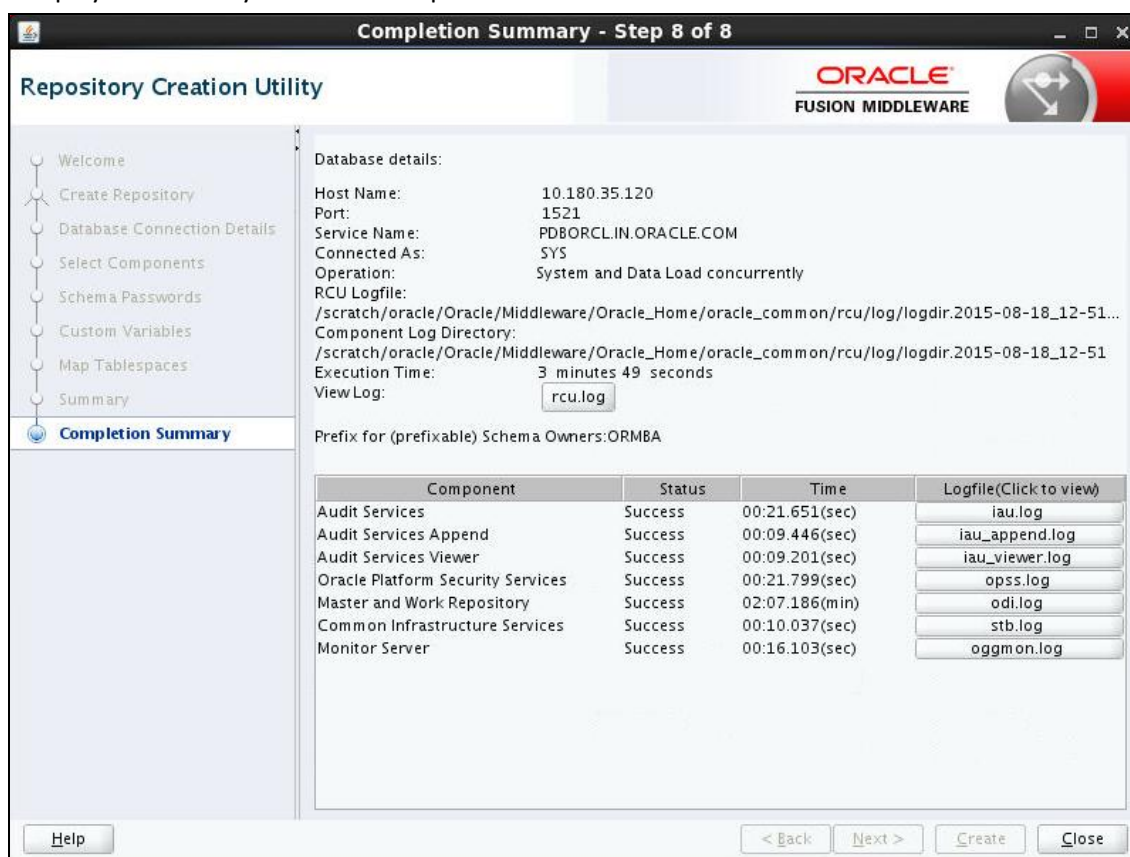 Completion Summary - Step 8 of 8
Repository Creation Utility
ORACLE
FUSION MIDDLEWARE
Welcome
Create Repository
Database Connection Details
Select Components
Schema Passwords
Custom Variables
Map Tablespaces
Summary
Completion Summary
Database details:
Host Name: 10.180.35.120
Port: 1521
Service Name: PDBORCL.IN.ORACLE.COM
Connected As: SYS
Operation: System and Data Load concurrently
RCU Logfile:
/scratch/oracle/Oracle/Middleware/Oracle_Home/oracle_common/rcu/log/logdir.2015-08-18_12-51...
Component Log Directory:
/scratch/oracle/Oracle/Middleware/Oracle_Home/oracle_common/rcu/log/logdir.2015-08-18_12-51
Execution Time: 3 minutes 49 seconds
View Log: rcu.log
Prefix for (prefixable) Schema Owners:ORMBA
Component Status Time Logfile(Click to view)
Audit Services Success 00:21.651(sec) iau.log
Audit Services Append Success 00:09.446(sec) iau_append.log
Audit Services Viewer Success 00:09.201(sec) iau_viewer.log
Oracle Platform Security Services Success 00:21.799(sec) opss.log
Master and Work Repository Success 02:07.186(min) odi.log
Common Infrastructure Services Success 00:10.037(sec) stb.log
Monitor Server Success 00:16.103(sec) oggmon.log
Help < Back Next > Create Close